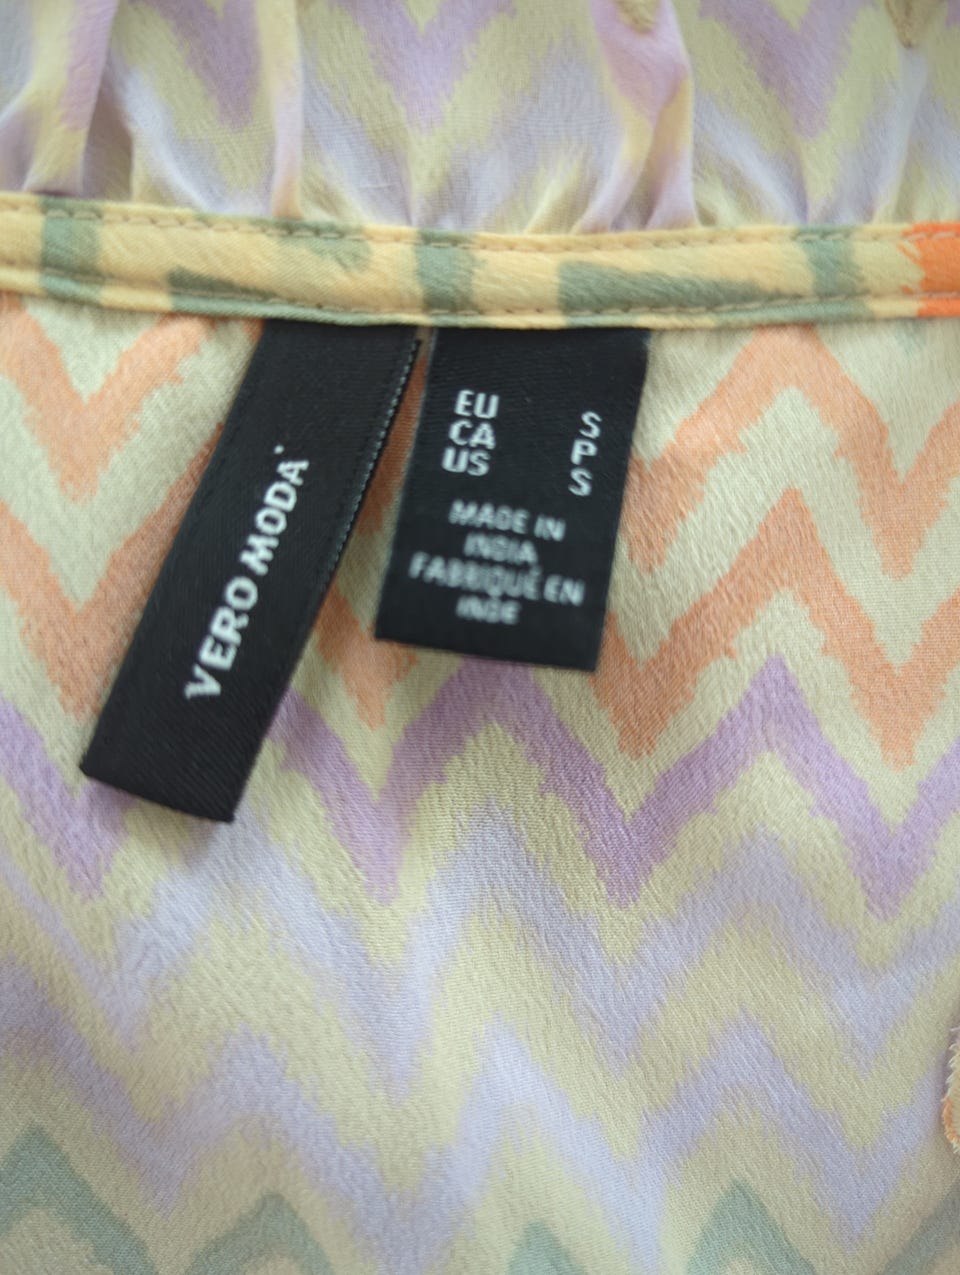 VERO MODA
EU S
CA P
US S
MADE IN
INDIA
FABRIQUÉ EN
INDE